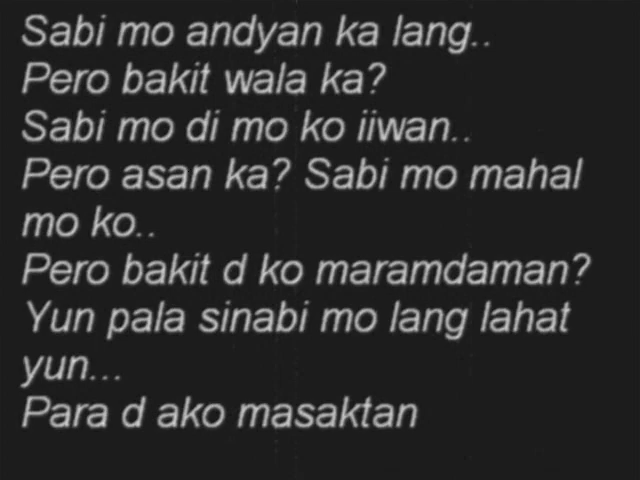 Sabi mo andyan ka lang..
Pero bakit wala ka?
Sabi mo di mo ko iiwan..
Pero asan ka? Sabi mo mahal
mo ko..
Pero bakit d ko maramdaman?
Yun pala sinabi mo lang lahat
yun...
Para d ako masaktan